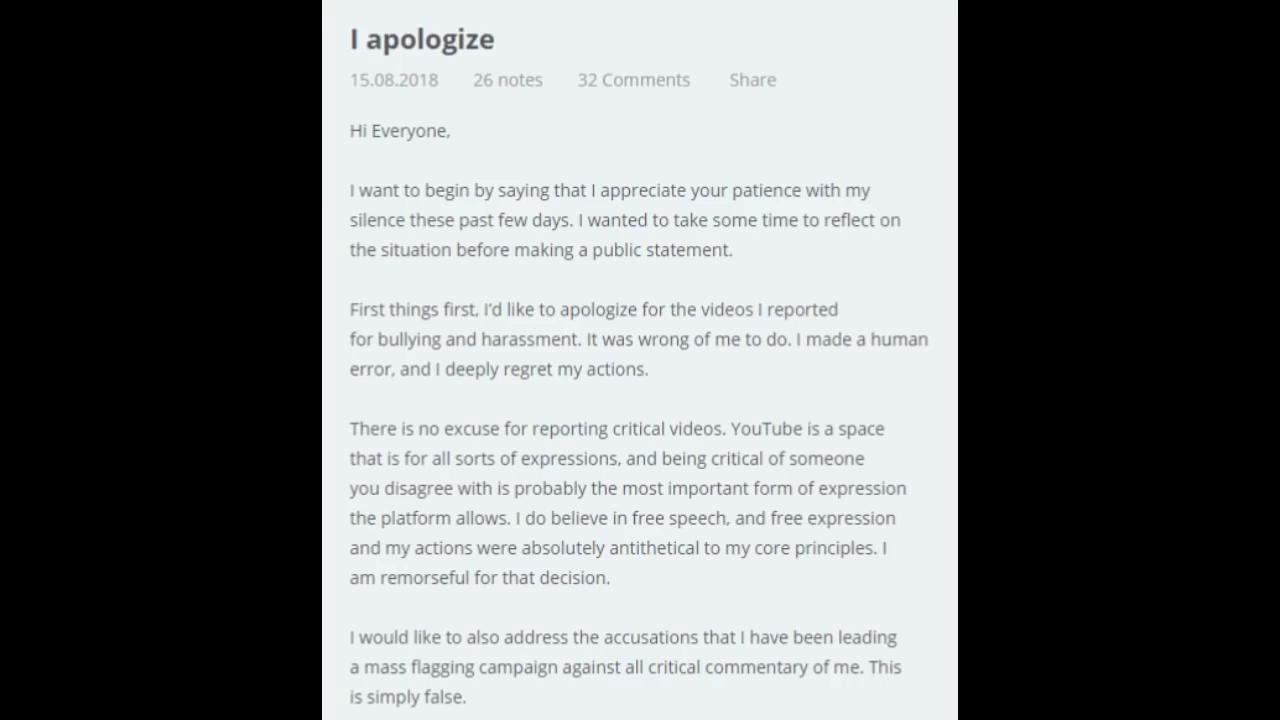 I apologize
15.08.2018 26 notes 32 Comments Share
Hi Everyone,
I want to begin by saying that I appreciate your patience with my
silence these past few days. I wanted to take some time to reflect on
the situation before making a public statement.
First things first, I'd like to apologize for the videos I reported
for bullying and harassment. It was wrong of me to do. I made a human
error, and I deeply regret my actions.
There is no excuse for reporting critical videos. YouTube is a space
that is for all sorts of expressions, and being critical of someone
you disagree with is probably the most important form of expression
the platform allows. I do believe in free speech, and free expression
and my actions were absolutely antithetical to my core principles. I
am remorseful for that decision.
I would like to also address the accusations that I have been leading
a mass flagging campaign against all critical commentary of me. This
is simply false.